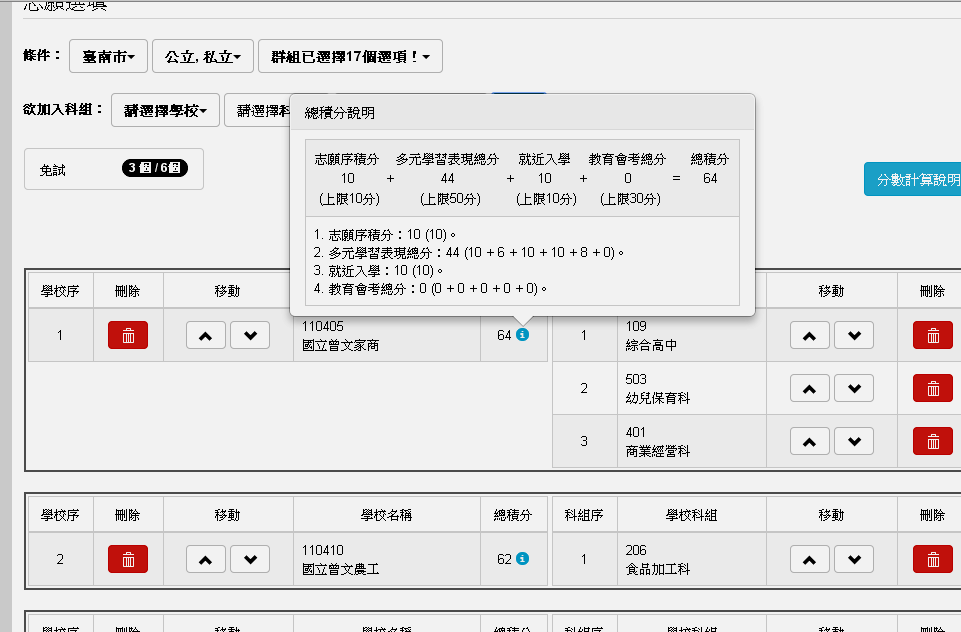 志願選填
條件： 臺南市 公立, 私立 群組已選擇17個選項！
欲加入科組： 請選擇學校 請選擇科
免試 3 個 / 6個
分數計算說明
總積分說明
志願序積分 多元學習表現總分 就近入學 教育會考總分 總積分
10 + 44 + 10 + 0 = 64
(上限10分) (上限50分) (上限10分) (上限30分)
1. 志願序積分：10 (10)。
2. 多元學習表現總分：44 (10 + 6 + 10 + 10 + 8 + 0)。
3. 就近入學：10 (10)。
4. 教育會考總分：0 (0 + 0 + 0 + 0 + 0)。
學校序 刪除 移動 移動 刪除
1 110405 64 1 109
國立曾文家商 綜合高中
2 503
幼兒保育科
3 401
商業經營科
學校序 刪除 移動 學校名稱 總積分 科組序 學校科組 移動 刪除
2 110410 62 1 206
國立曾文農工 食品加工科
學校序 刪除 移動 學校名稱 總積分 科組序 學校科組 移動 刪除